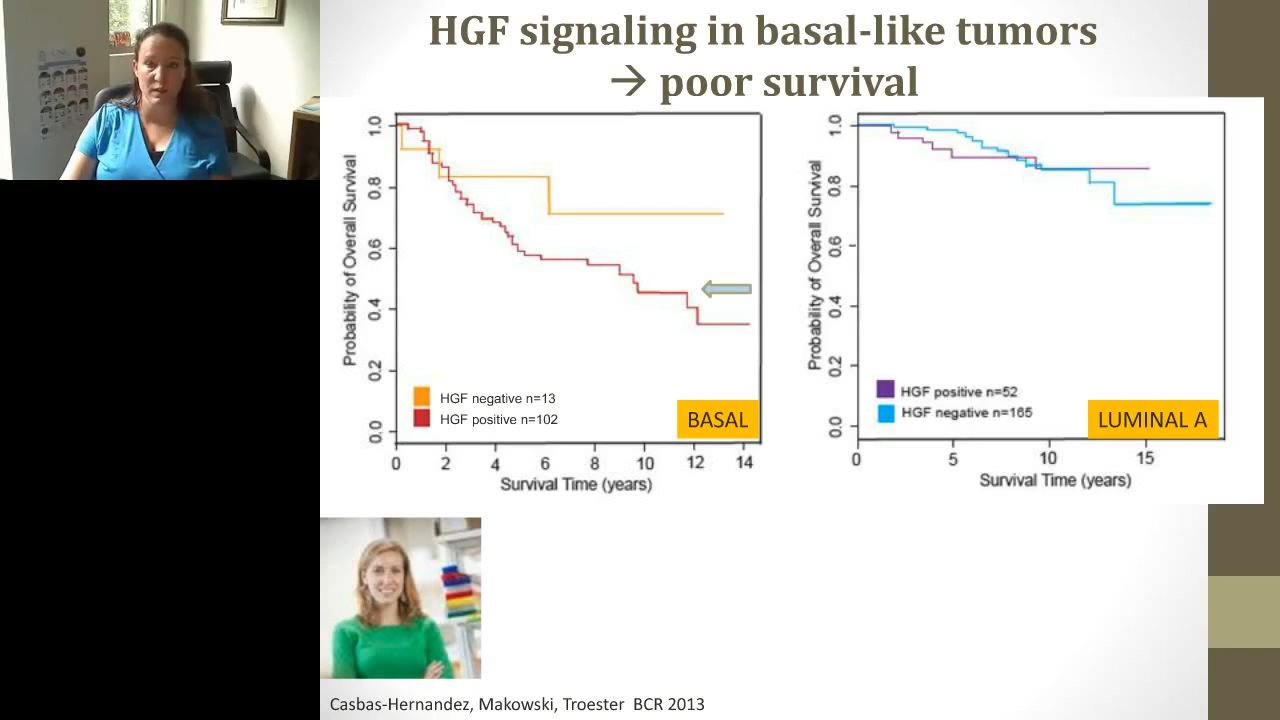 HGF signaling in basal-like tumors
→ poor survival
Probability of Overall Survival
1.0
0.8
0.6
0.4
0.2
0.0
HGF negative n=13
HGF positive n=102
BASAL
0 2 4 6 8 10 12 14
Survival Time (years)
Probability of Overall Survival
1.0
0.8
0.6
0.4
0.2
0.0
HGF positive n=52
HGF negative n=165
LUMINAL A
0 5 10 15
Survival Time (years)
Casbas-Hernandez, Makowski, Troester BCR 2013